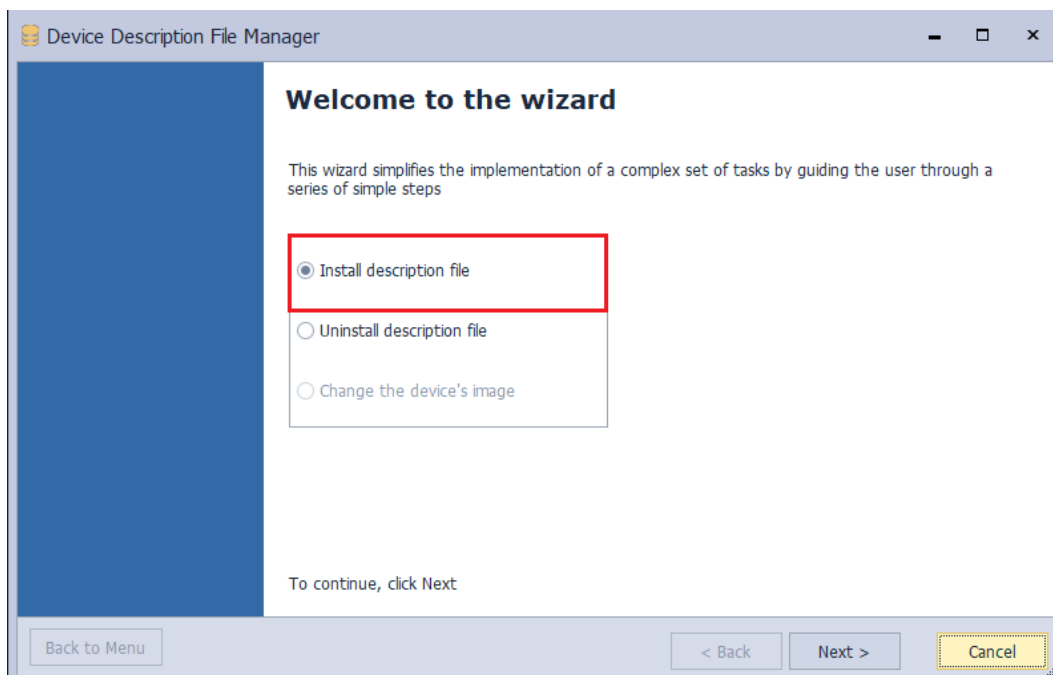 Device Description File Manager
Welcome to the wizard
This wizard simplifies the implementation of a complex set of tasks by guiding the user through a
series of simple steps
Install description file
Uninstall description file
Change the device's image
To continue, click Next
Back to Menu
< Back
Next >
Cancel